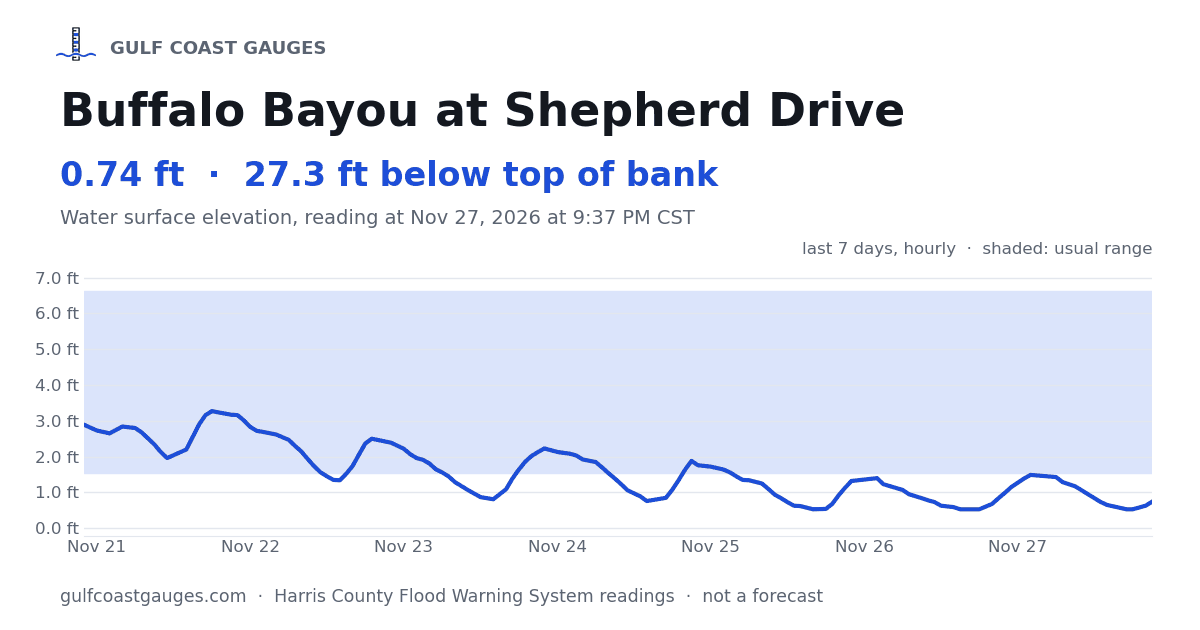 GULF COAST GAUGES
Buffalo Bayou at Shepherd Drive
0.74 ft · 27.3 ft below top of bank
Water surface elevation, reading at Nov 27, 2026 at 9:37 PM CST
last 7 days, hourly · shaded: usual range
7.0 ft
6.0 ft
5.0 ft
4.0 ft
3.0 ft
2.0 ft
1.0 ft
0.0 ft
Nov 21 Nov 22 Nov 23 Nov 24 Nov 25 Nov 26 Nov 27
gulfcoastgauges.com · Harris County Flood Warning System readings · not a forecast